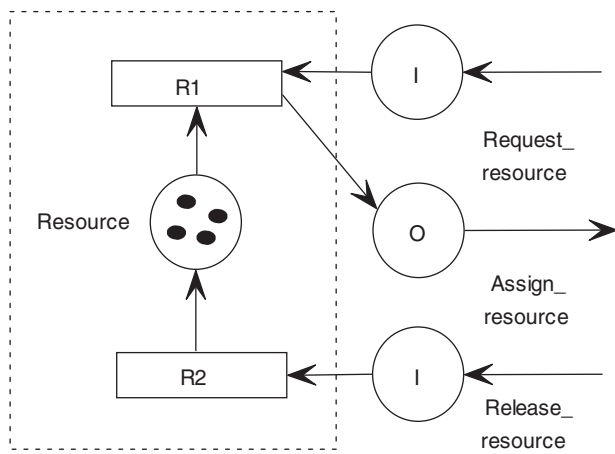 R1
I
Request_
resource
Resource
O
Assign_
resource
R2
I
Release_
resource